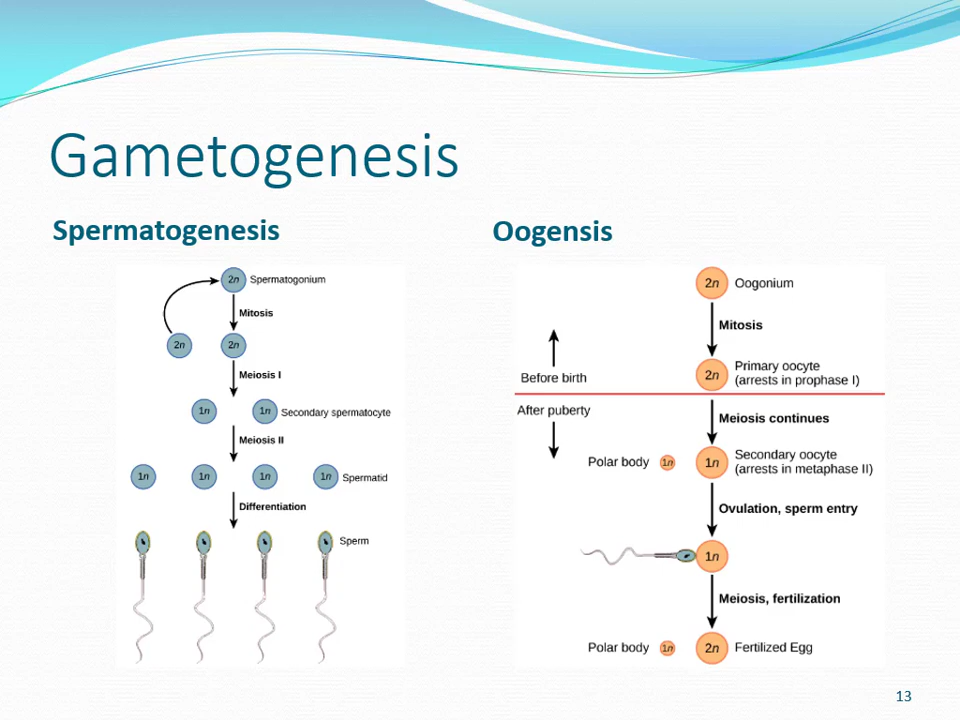 Gametogenesis
Spermatogenesis
2n Spermatogonium
Mitosis
2n 2n
Meiosis I
1n 1n Secondary spermatocyte
Meiosis II
1n 1n 1n 1n Spermatid
Differentiation
Sperm
Oogensis
2n Oogonium
Mitosis
Before birth
2n Primary oocyte
(arrests in prophase I)
After puberty
Meiosis continues
Polar body 1n 1n Secondary oocyte
(arrests in metaphase II)
Ovulation, sperm entry
1n
Meiosis, fertilization
Polar body 1n 2n Fertilized Egg
13